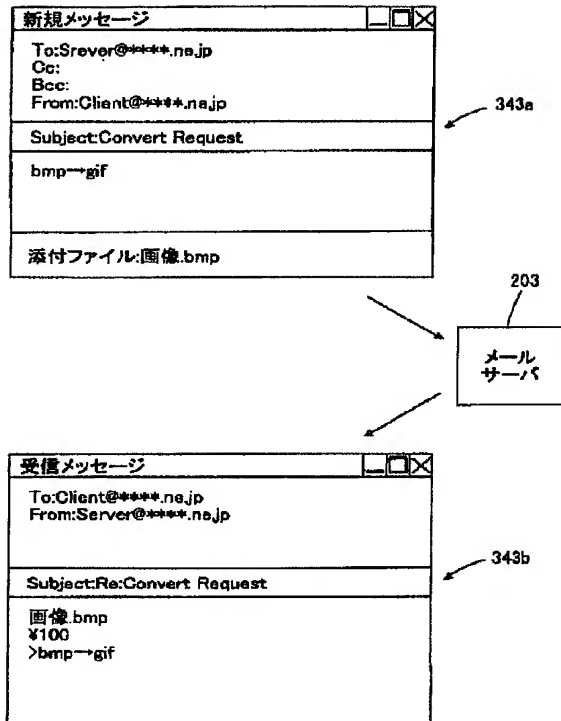 新規メッセージ
To:Srever@****.ne.jp
Cc:
Bcc:
From:Client@****.ne.jp
343a
Subject:Convert Request
bmp→gif
添付ファイル:画像.bmp
203
メール
サーバ
受信メッセージ
To:Client@****.ne.jp
From:Server@****.ne.jp
343b
Subject:Re:Convert Request
画像.bmp
¥100
>bmp→gif